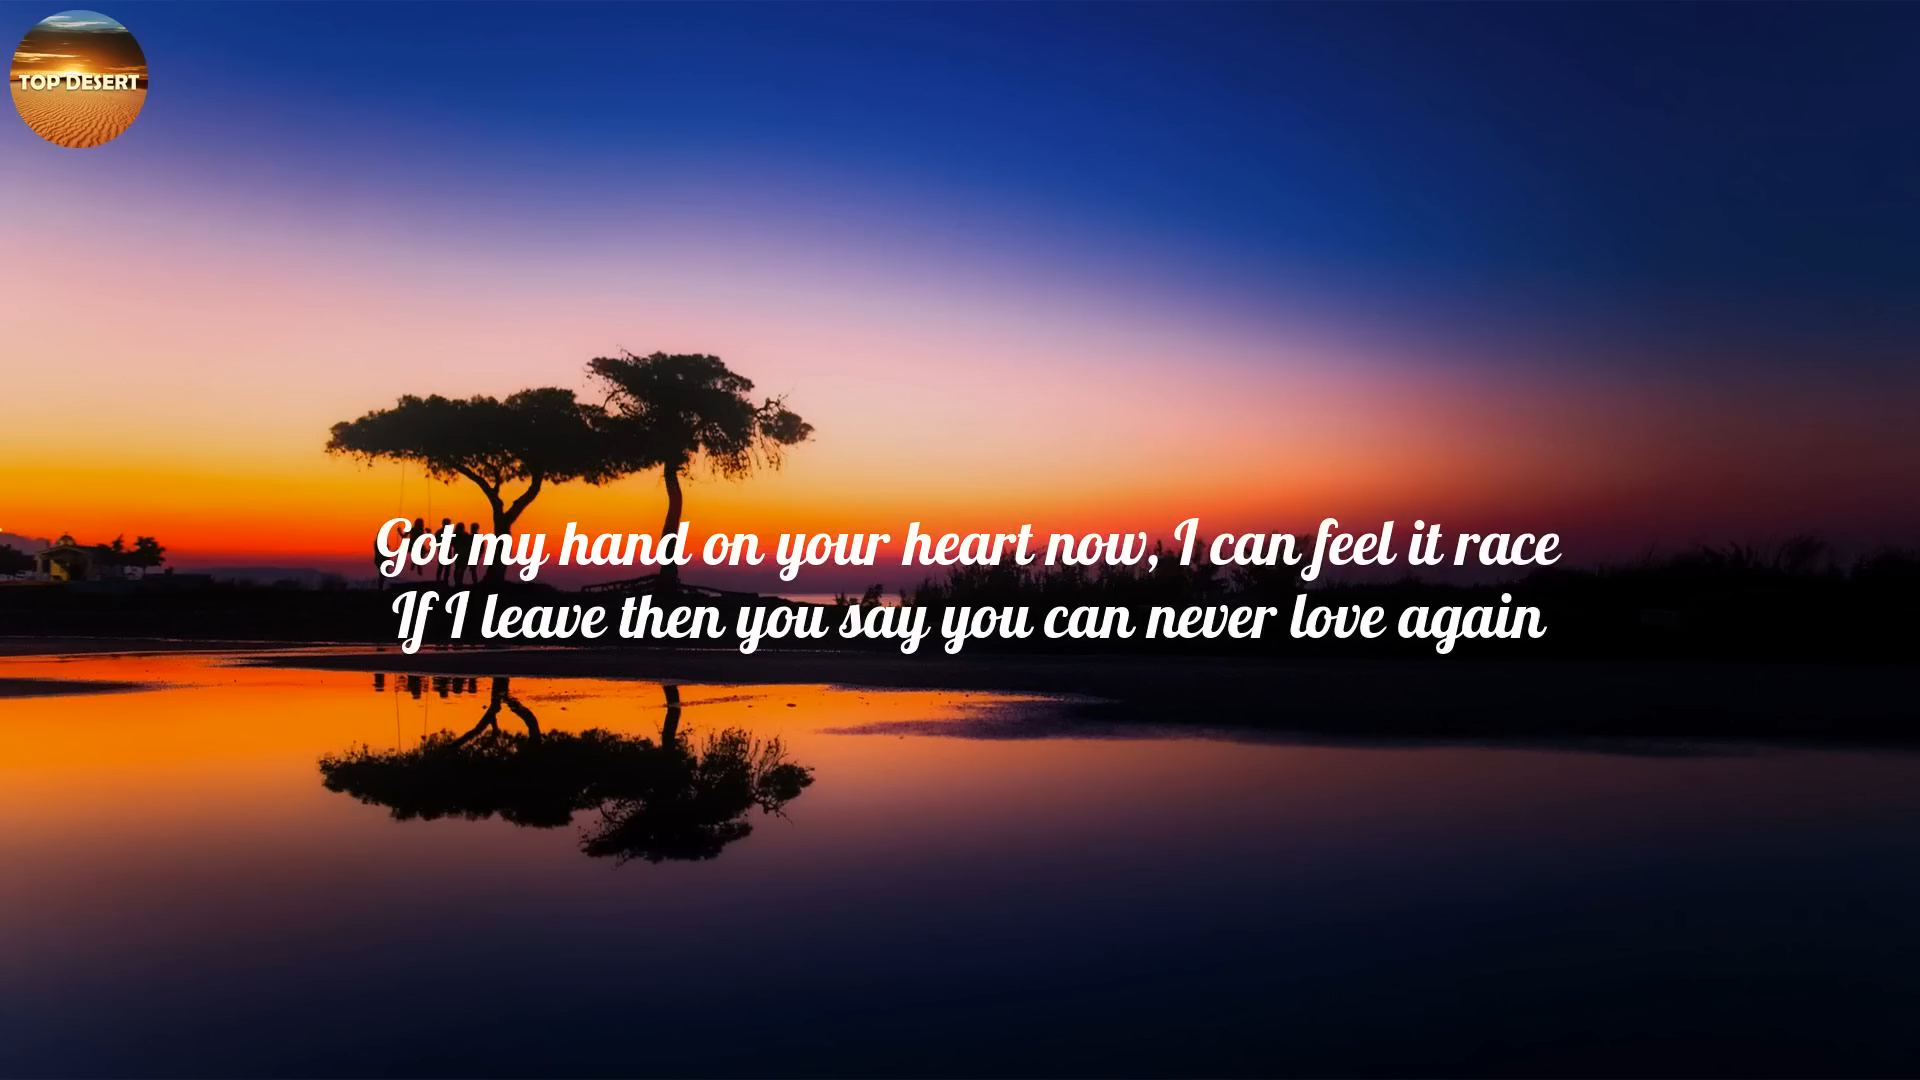 TOP DESERT
Got my hand on your heart now, I can feel it race
If I leave then you say you can never love again